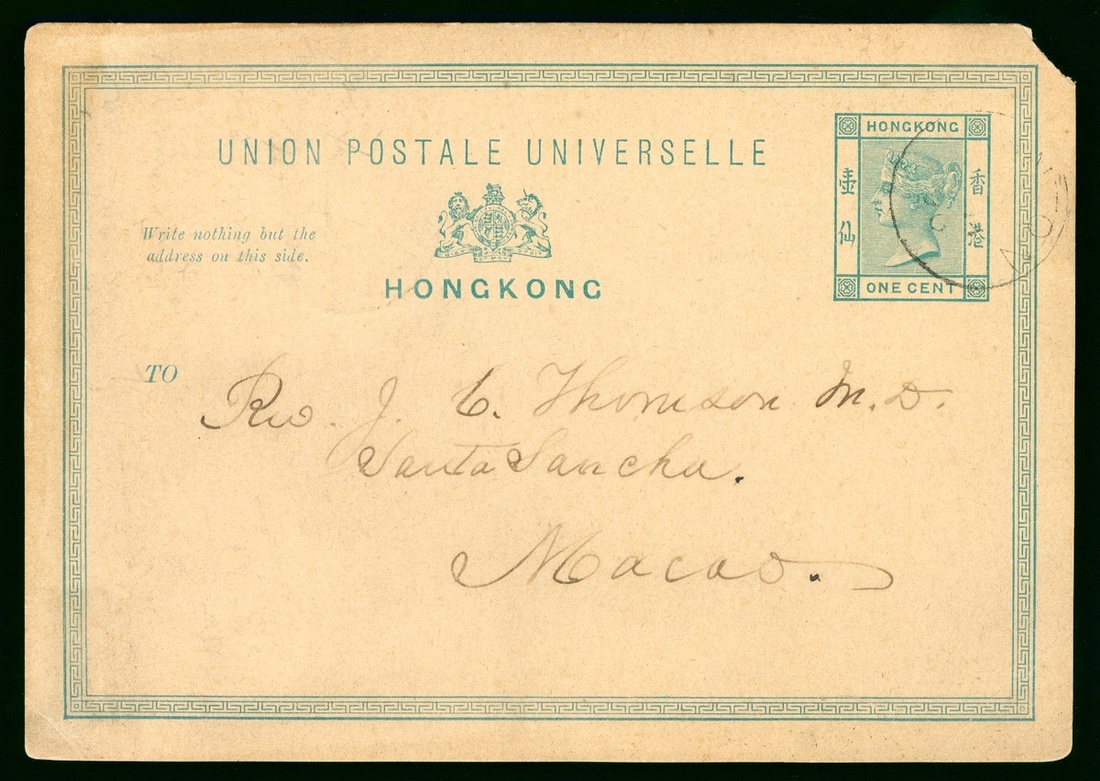 UNION POSTALE UNIVERSELLE
HONGKONG
壹仙
香港
ONE CENT
Write nothing but the
address on this side.
HONGKONG
TO
Rev. J. C. Thomson M.D.
Santa Sancha.
Macao.